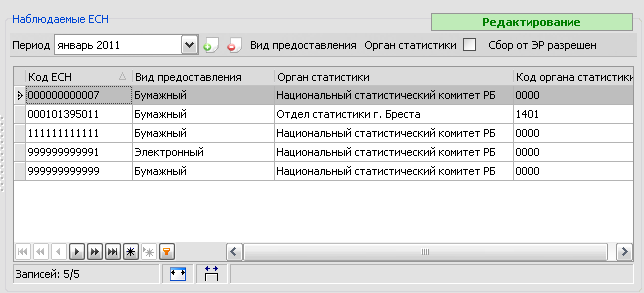 Наблюдаемые ЕСН
Редактирование
Период январь 2011 Вид предоставления Орган статистики Сбор от ЭР разрешен
Код ЕСН Вид предоставления Орган статистики Код органа статистики
000000000007 Бумажный Национальный статистический комитет РБ 0000
000101395011 Бумажный Отдел статистики г. Бреста 1401
111111111111 Бумажный Национальный статистический комитет РБ 0000
999999999991 Электронный Национальный статистический комитет РБ 0000
999999999999 Бумажный Национальный статистический комитет РБ 0000
Записей: 5/5